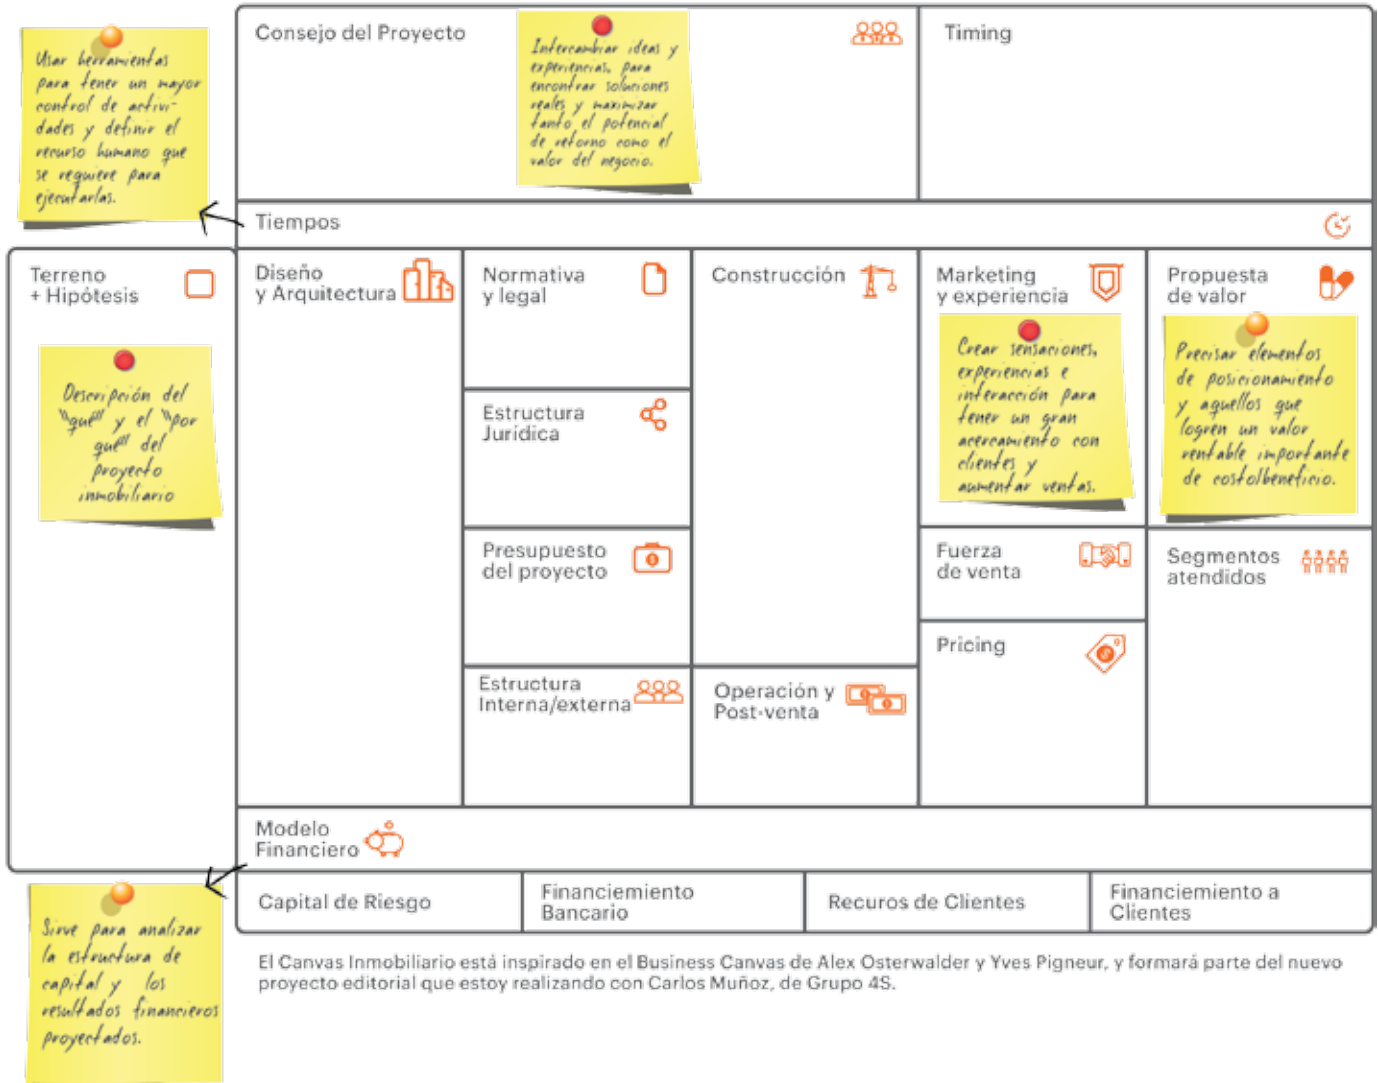 Usar herramientas
para tener un mayor
control de activi-
dades y definir el
recurso humano que
se requiere para
ejecutarlas.
Consejo del Proyecto
Intercambiar ideas y
experiencias, para
encontrar soluciones
reales y maximizar
tanto el potencial
de retorno como el
valor del negocio.
Timing
Tiempos
Terreno
+ Hipótesis
Descripción del
"qué" y el "por
qué" del
proyecto
inmobiliario
Diseño
y Arquitectura
Normativa
y legal
Estructura
Jurídica
Presupuesto
del proyecto
Estructura
Interna/externa
Construcción
Operación y
Post-venta
Marketing
y experiencia
Crear sensaciones,
experiencias e
interacción para
tener un gran
acercamiento con
clientes y
aumentar ventas.
Fuerza
de venta
Pricing
Propuesta
de valor
Precisar elementos
de posicionamiento
y aquellos que
logren un valor
rentable importante
de costo/beneficio.
Segmentos
atendidos
Modelo
Financiero
Sirve para analizar
la estructura de
capital y los
resultados financieros
proyectados.
Capital de Riesgo
Financiemiento
Bancario
Recuros de Clientes
Financiemiento a
Clientes
El Canvas Inmobiliario está inspirado en el Business Canvas de Alex Osterwalder y Yves Pigneur, y formará parte del nuevo
proyecto editorial que estoy realizando con Carlos Muñoz, de Grupo 4S.